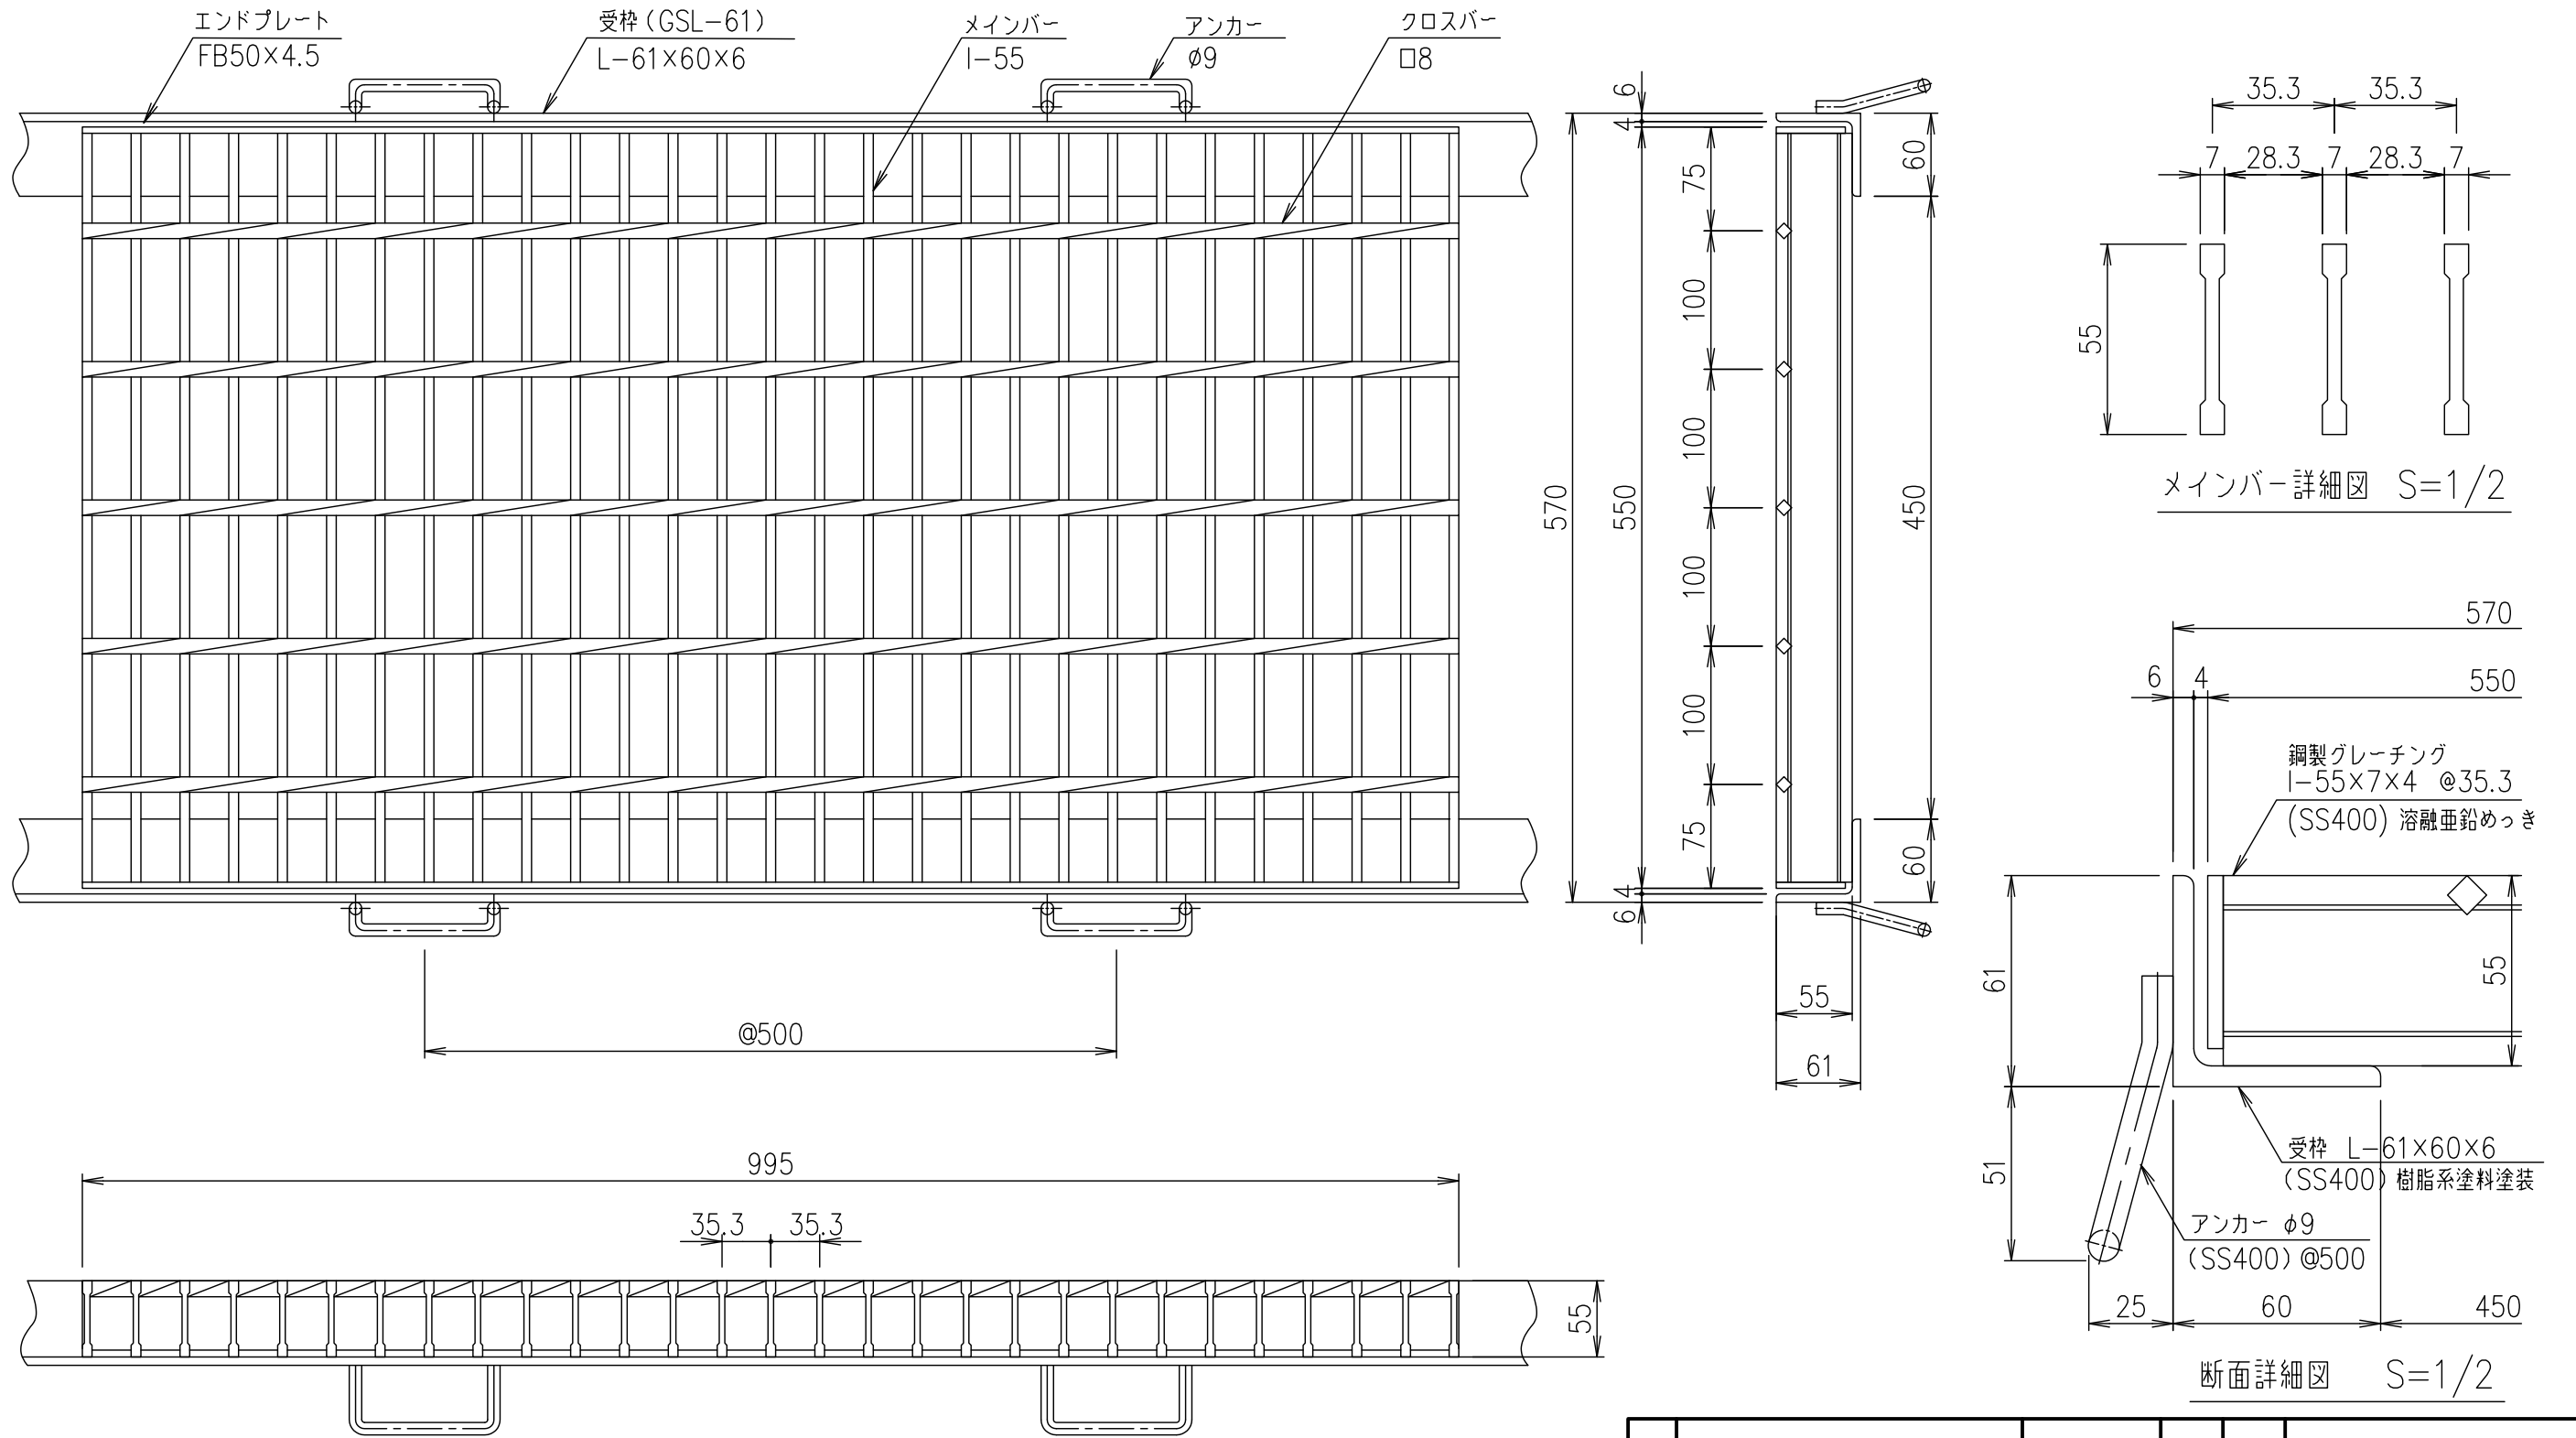 エンドプレート
FB50×4.5
受枠(GSL-61)
L-61×60×6
メインバー
I-55
アンカー
φ9
クロスバー
□8
6
4
75
100
100
100
100
75
4
6
570
550
60
450
60
55
61
@500
35.3 35.3
7 28.3 7 28.3 7
55
メインバー詳細図 S=1/2
570
6 4 550
鋼製グレーチング
I-55×7×4 @35.3
(SS400) 溶融亜鉛めっき
61
55
51
受枠 L-61×60×6
(SS400) 樹脂系塗料塗装
アンカー φ9
(SS400) @500
25 60 450
断面詳細図 S=1/2
995
35.3 35.3
55